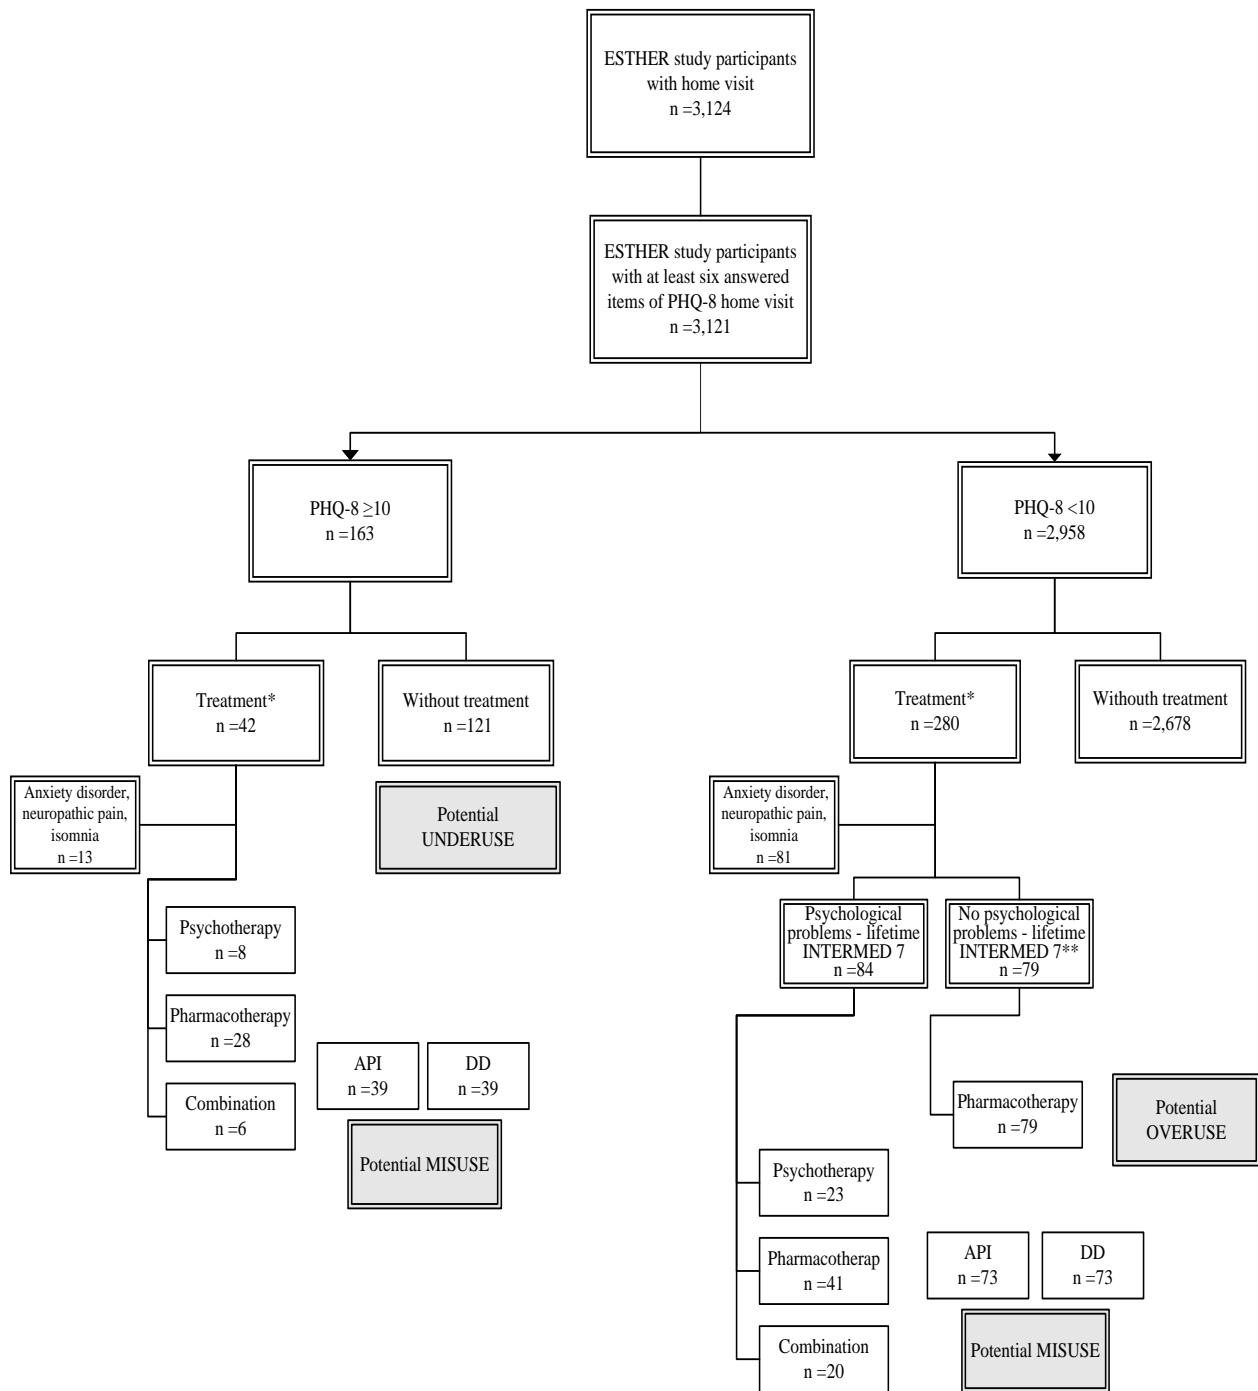 ESTHER study participants
with home visit
n =3,124
ESTHER study participants
with at least six answered
items of PHQ-8 home visit
n =3,121
PHQ-8 ≥10
n =163
PHQ-8 <10
n =2,958
Treatment*
n =42
Without treatment
n =121
Treatment*
n =280
Withouth treatment
n =2,678
Anxiety disorder,
neuropathic pain,
isomnia
n =13
Potential
UNDERUSE
Anxiety disorder,
neuropathic pain,
isomnia
n =81
Psychological
problems - lifetime
INTERMED 7
n =84
No psychological
problems - lifetime
INTERMED 7**
n =79
Psychotherapy
n =8
Pharmacotherapy
n =28
Combination
n =6
API
n =39
DD
n =39
Potential MISUSE
Pharmacotherapy
n =79
Potential
OVERUSE
Psychotherapy
n =23
Pharmacotherap
n =41
Combination
n =20
API
n =73
DD
n =73
Potential MISUSE